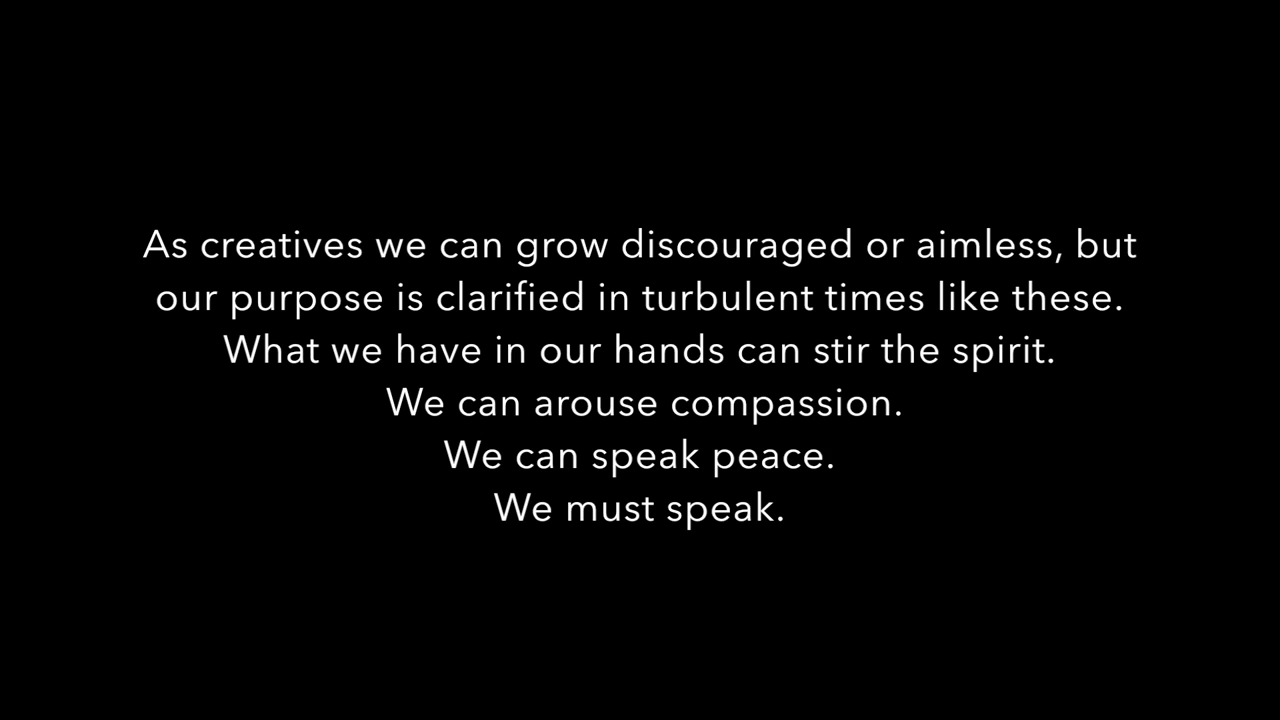 As creatives we can grow discouraged or aimless, but
our purpose is clarified in turbulent times like these.
What we have in our hands can stir the spirit.
We can arouse compassion.
We can speak peace.
We must speak.